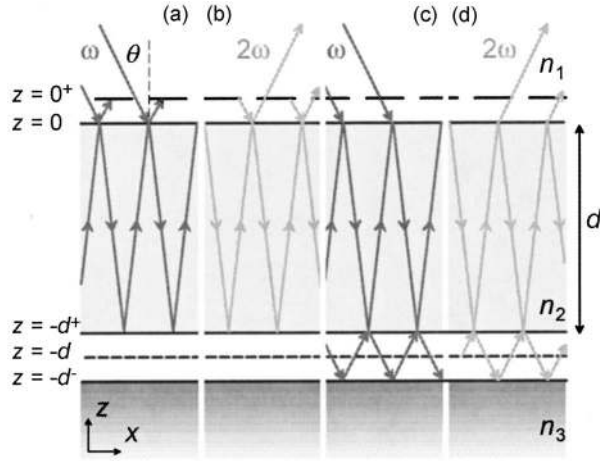 (a) (b) (c) (d)
ω θ 2ω ω 2ω n1
z = 0⁺
z = 0
d
n2
z = -d⁺
z = -d
z = -d⁻
n3
z
x